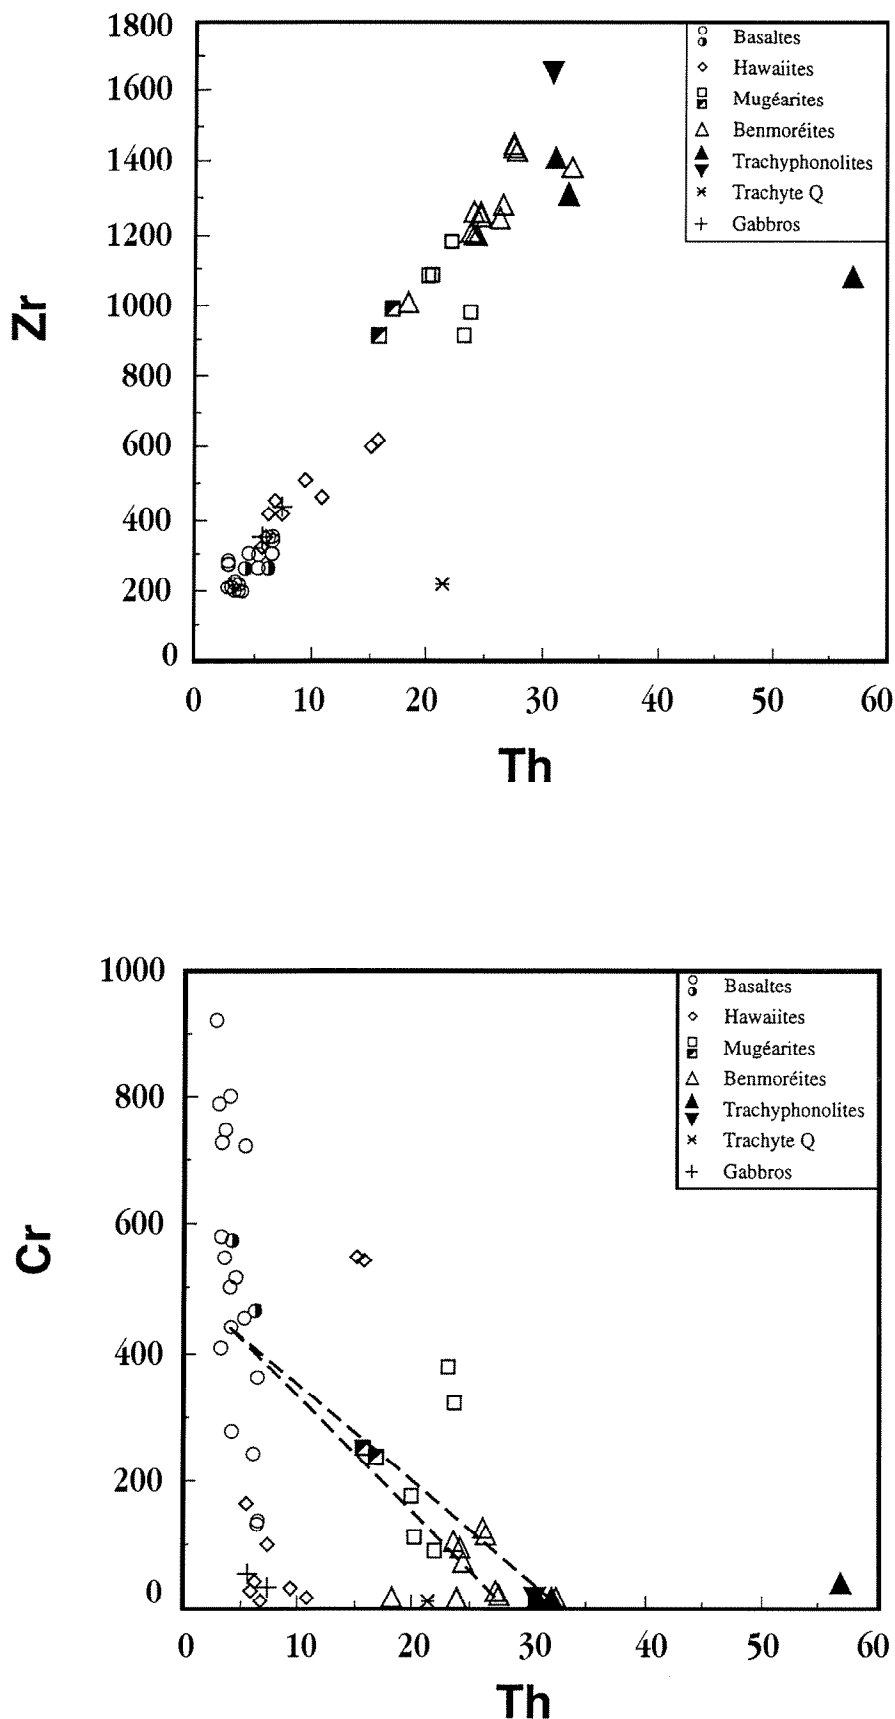 1800
1600
1400
1200
1000
800
600
400
200
0
Zr
0 10 20 30 40 50 60
Th
Basaltes
Hawaiites
Mugéarites
Benmoréites
Trachyphonolites
Trachyte Q
Gabbros
1000
800
600
400
200
0
Cr
0 10 20 30 40 50 60
Th
Basaltes
Hawaiites
Mugéarites
Benmoréites
Trachyphonolites
Trachyte Q
Gabbros